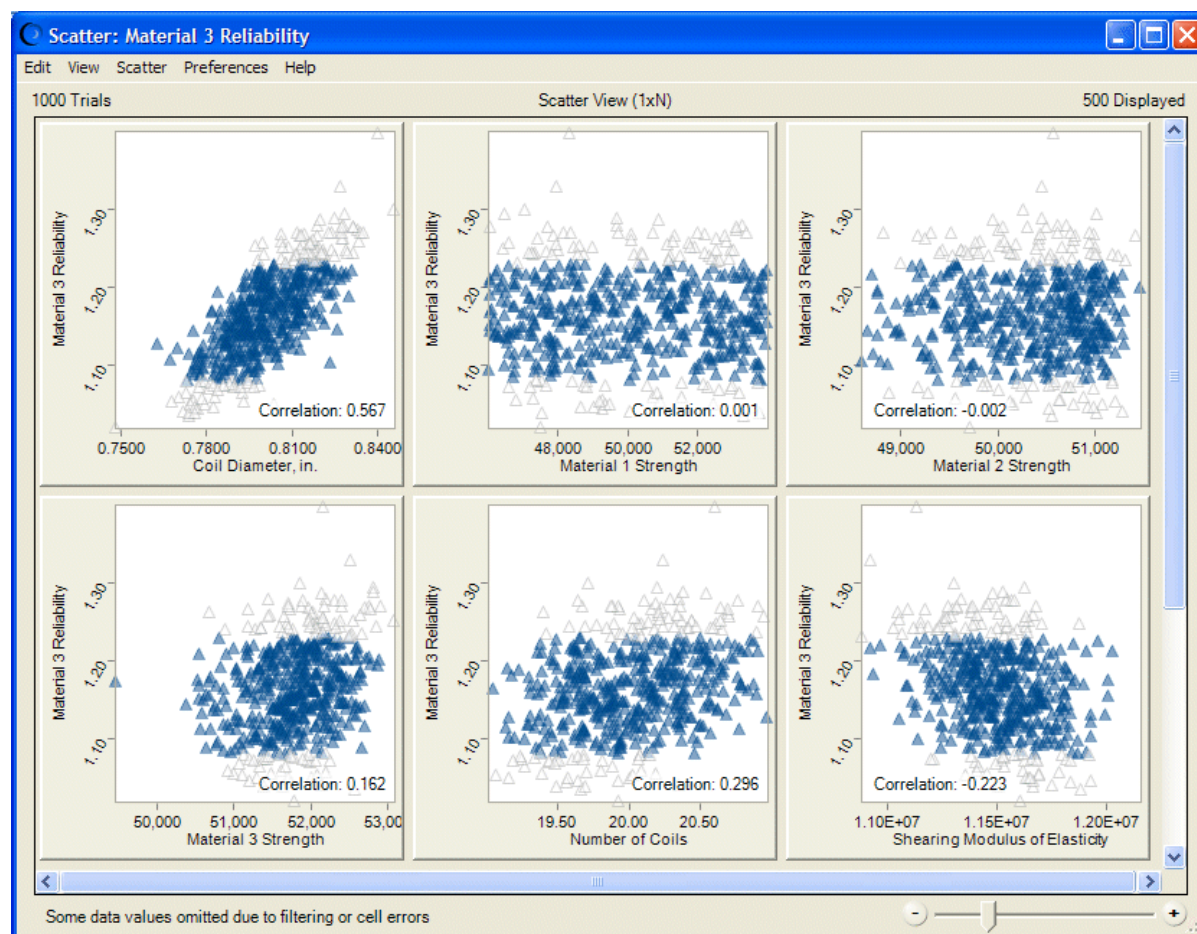 Scatter: Material 3 Reliability
Edit View Scatter Preferences Help
1000 Trials Scatter View (1xN) 500 Displayed
Material 3 Reliability
1.30
1.20
1.10
Correlation: 0.567
0.7500 0.7800 0.8100 0.8400
Coil Diameter, in.
Material 3 Reliability
1.30
1.20
1.10
Correlation: 0.001
48,000 50,000 52,000
Material 1 Strength
Material 3 Reliability
1.30
1.20
1.10
Correlation: -0.002
49,000 50,000 51,000
Material 2 Strength
Material 3 Reliability
1.30
1.20
1.10
Correlation: 0.162
50,000 51,000 52,000 53,00
Material 3 Strength
Material 3 Reliability
1.30
1.20
1.10
Correlation: 0.296
19.50 20.00 20.50
Number of Coils
Material 3 Reliability
1.30
1.20
1.10
Correlation: -0.223
1.10E+07 1.15E+07 1.20E+07
Shearing Modulus of Elasticity
Some data values omitted due to filtering or cell errors